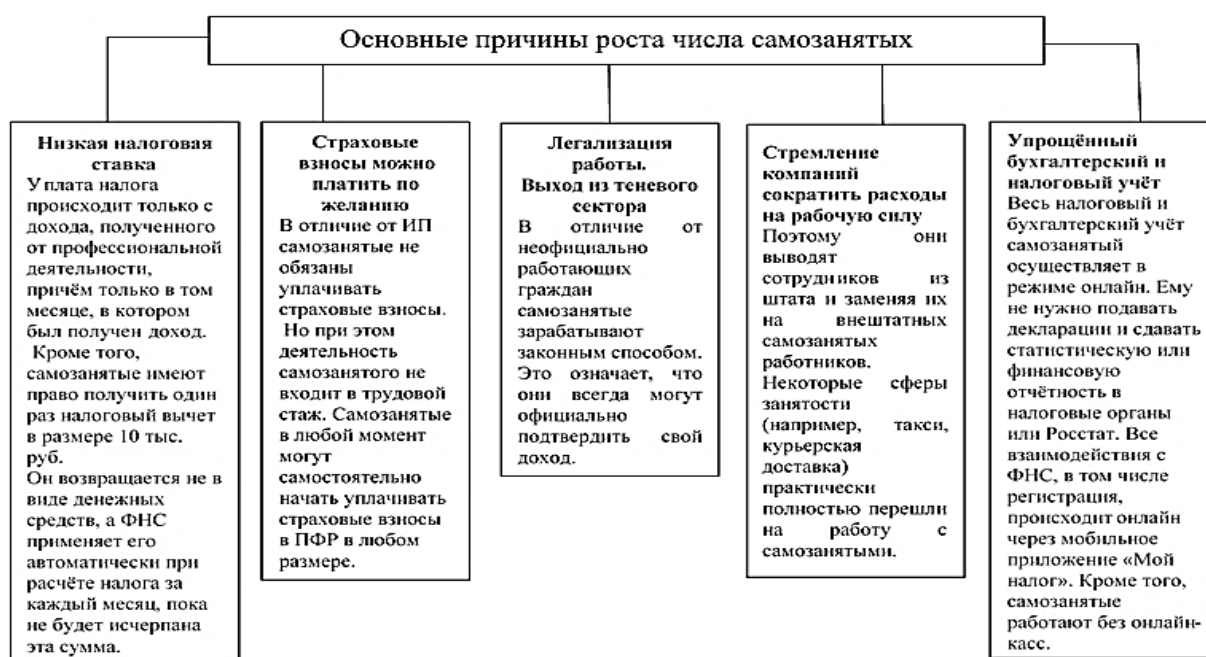 Основные причины роста числа самозанятых
Низкая налоговая
ставка
Уплата налога
происходит только с
дохода, полученного
от профессиональной
деятельности,
причём только в том
месяце, в котором
был получен доход.
Кроме того,
самозанятые имеют
право получить один
раз налоговый вычет
в размере 10 тыс.
руб.
Он возвращается не в
виде денежных
средств, а ФНС
применяет его
автоматически при
расчёте налога за
каждый месяц, пока
не будет исчерпана
эта сумма.
Страховые
взносы можно
платить по
желанию
В отличие от ИП
самозанятые не
обязаны
уплачивать
страховые взносы.
Но при этом
деятельность
самозанятого не
входит в трудовой
стаж. Самозанятые
в любой момент
могут
самостоятельно
начать уплачивать
страховые взносы
в ПФР в любом
размере.
Легализация
работы.
Выход из теневого
сектора
В отличие от
неофициально
работающих
граждан
самозанятые
зарабатывают
законным способом.
Это означает, что
они всегда могут
официально
подтвердить свой
доход.
Стремление
компаний
сократить расходы
на рабочую силу
Поэтому они
выводят
сотрудников из
штата и заменяя их
на внештатных
самозанятых
работников.
Некоторые сферы
занятости
(например, такси,
курьерская
доставка)
практически
полностью перешли
на работу с
самозанятыми.
Упрощённый
бухгалтерский и
налоговый учёт
Весь налоговый и
бухгалтерский учёт
самозанятый
осуществляет в
режиме онлайн. Ему
не нужно подавать
декларации и сдавать
статистическую или
финансовую
отчётность в
налоговые органы
или Росстат. Все
взаимодействия с
ФНС, в том числе
регистрация,
происходит онлайн
через мобильное
приложение «Мой
налог». Кроме того,
самозанятые
работают без онлайн-
касс.